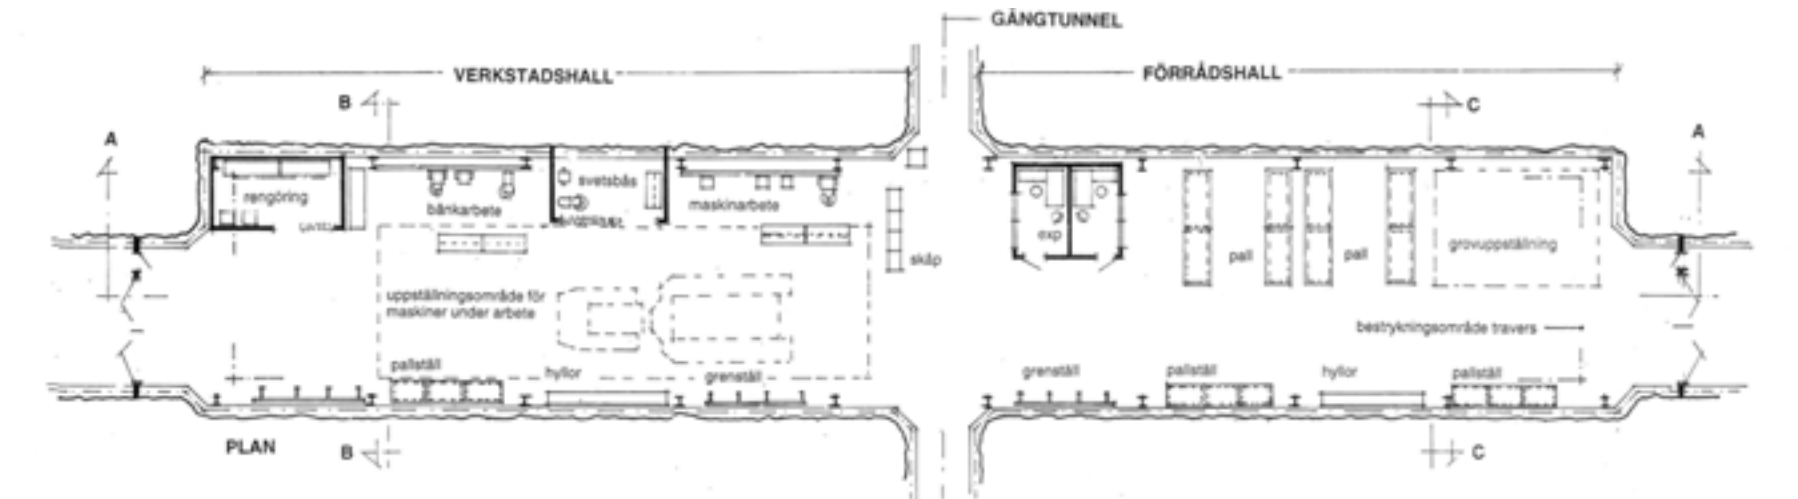 GÅNGTUNNEL
VERKSTADSHALL
FÖRRÅDSHALL
B
C
A
A
rengöring
svetsbås
bänkarbete
maskinarbete
skåp
exp
pall
pall
grovuppställning
uppställningsområde för
maskiner under arbete
bestrykningsområde travers
pallställ
hyllor
grenställ
grenställ
pallställ
hyllor
pallställ
PLAN
B
C